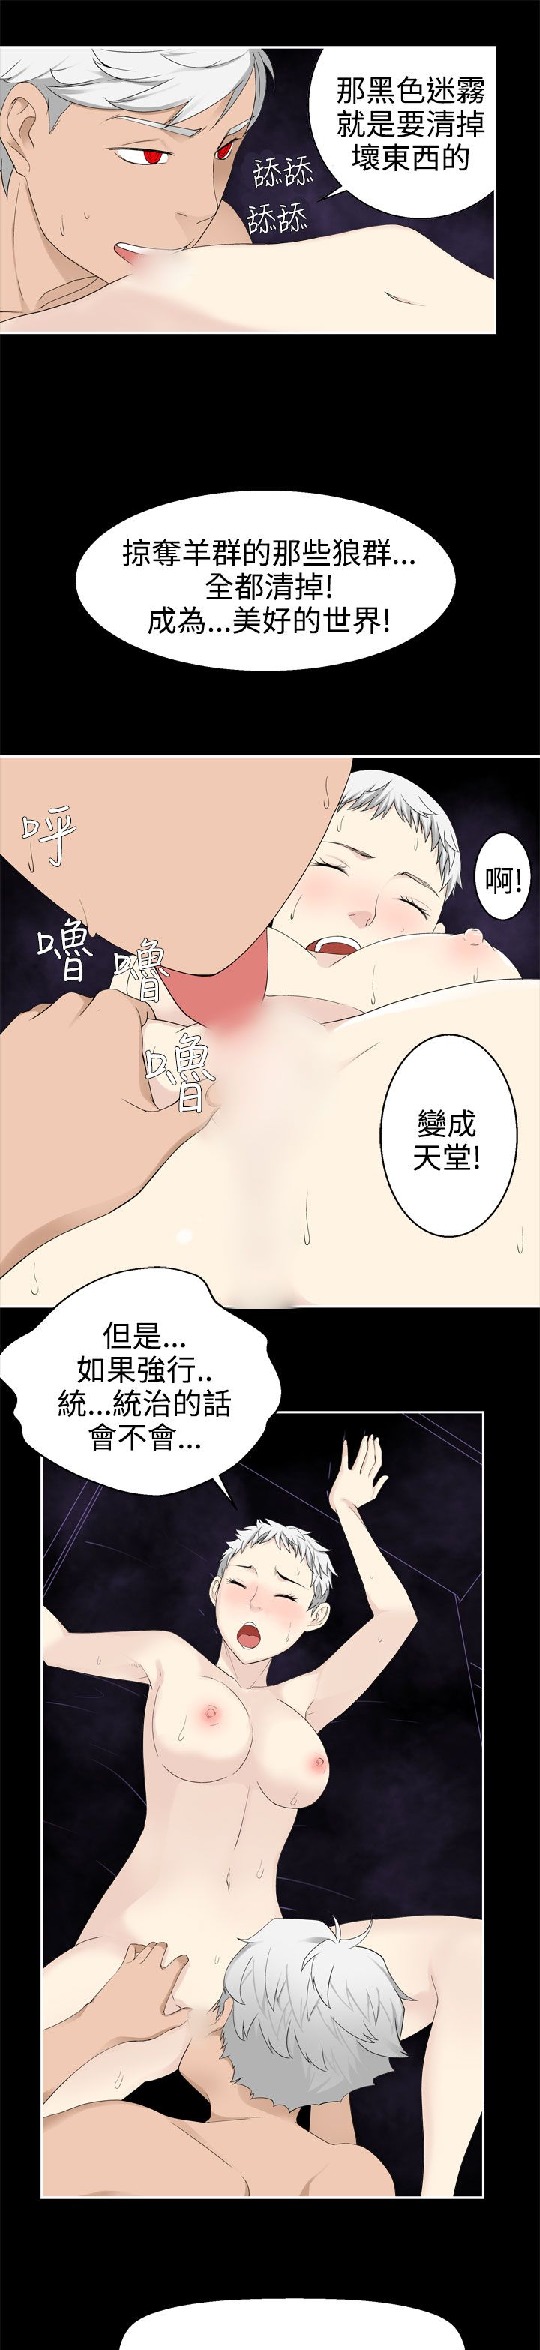 那黑色迷霧
就是要清掉
壞東西的
舔舔
舔舔
掠奪羊群的那些狼群...
全都清掉!
成為...美好的世界!
呼
啊!
嚕
嚕
嚕
變成
天堂!
但是...
如果強行..
統...統治的話
會不會...